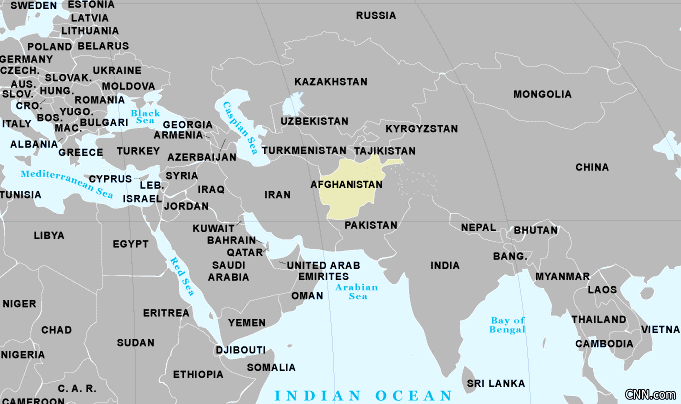 SWEDEN
ESTONIA
LATVIA
LITHUANIA
RUSSIA
POLAND
BELARUS
GERMANY
CZECH.
SLOVAK.
UKRAINE
AUS.
HUNG.
MOLDOVA
SLOV.
CRO.
ROMANIA
KAZAKHSTAN
MONGOLIA
BOS.
YUGO.
Black
Sea
Caspian Sea
ITALY
MAC.
BULGARI
GEORGIA
UZBEKISTAN
KYRGYZSTAN
ARMENIA
ALBANIA
GREECE
TURKEY
AZERBAIJAN
TURKMENISTAN
TAJIKISTAN
CHINA
Mediterranean Sea
CYPRUS
LEB.
SYRIA
IRAQ
IRAN
AFGHANISTAN
TUNISIA
ISRAEL
JORDAN
KUWAIT
PAKISTAN
NEPAL
BHUTAN
LIBYA
EGYPT
BAHRAIN
QATAR
BANG.
Red Sea
SAUDI
ARABIA
UNITED ARAB
EMIRITES
INDIA
MYANMAR
OMAN
Arabian
Sea
LAOS
NIGER
ERITREA
YEMEN
Bay of
Bengal
THAILAND
VIETNA
CHAD
SUDAN
CAMBODIA
NIGERIA
DJIBOUTI
ETHIOPIA
SOMALIA
SRI LANKA
C. A. R.
CAMEROON
INDIAN OCEAN
CNN.com